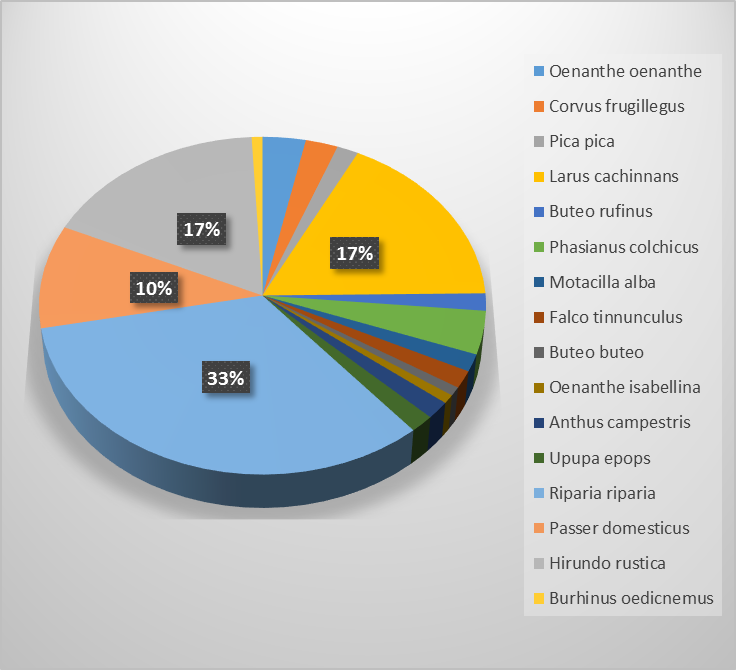 17%
17%
10%
33%
Oenanthe oenanthe
Corvus frugillegus
Pica pica
Larus cachinnans
Buteo rufinus
Phasianus colchicus
Motacilla alba
Falco tinnunculus
Buteo buteo
Oenanthe isabellina
Anthus campestris
Upupa epops
Riparia riparia
Passer domesticus
Hirundo rustica
Burhinus oedicnemus